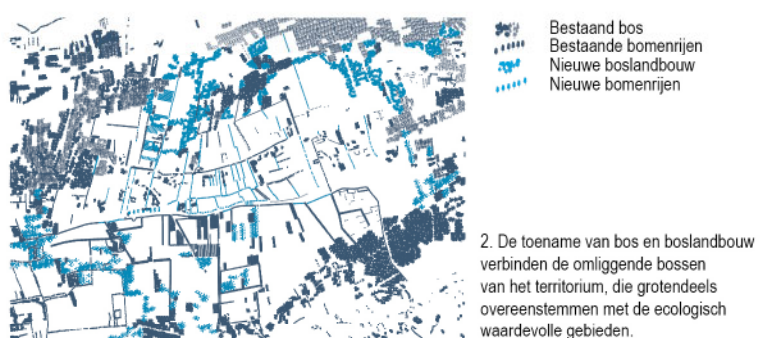 Bestaand bos
Bestaande bomenrijen
Nieuwe boslandbouw
Nieuwe bomenrijen
2. De toename van bos en boslandbouw
verbinden de omliggende bossen
van het territorium, die grotendeels
overeenstemmen met de ecologisch
waardevolle gebieden.